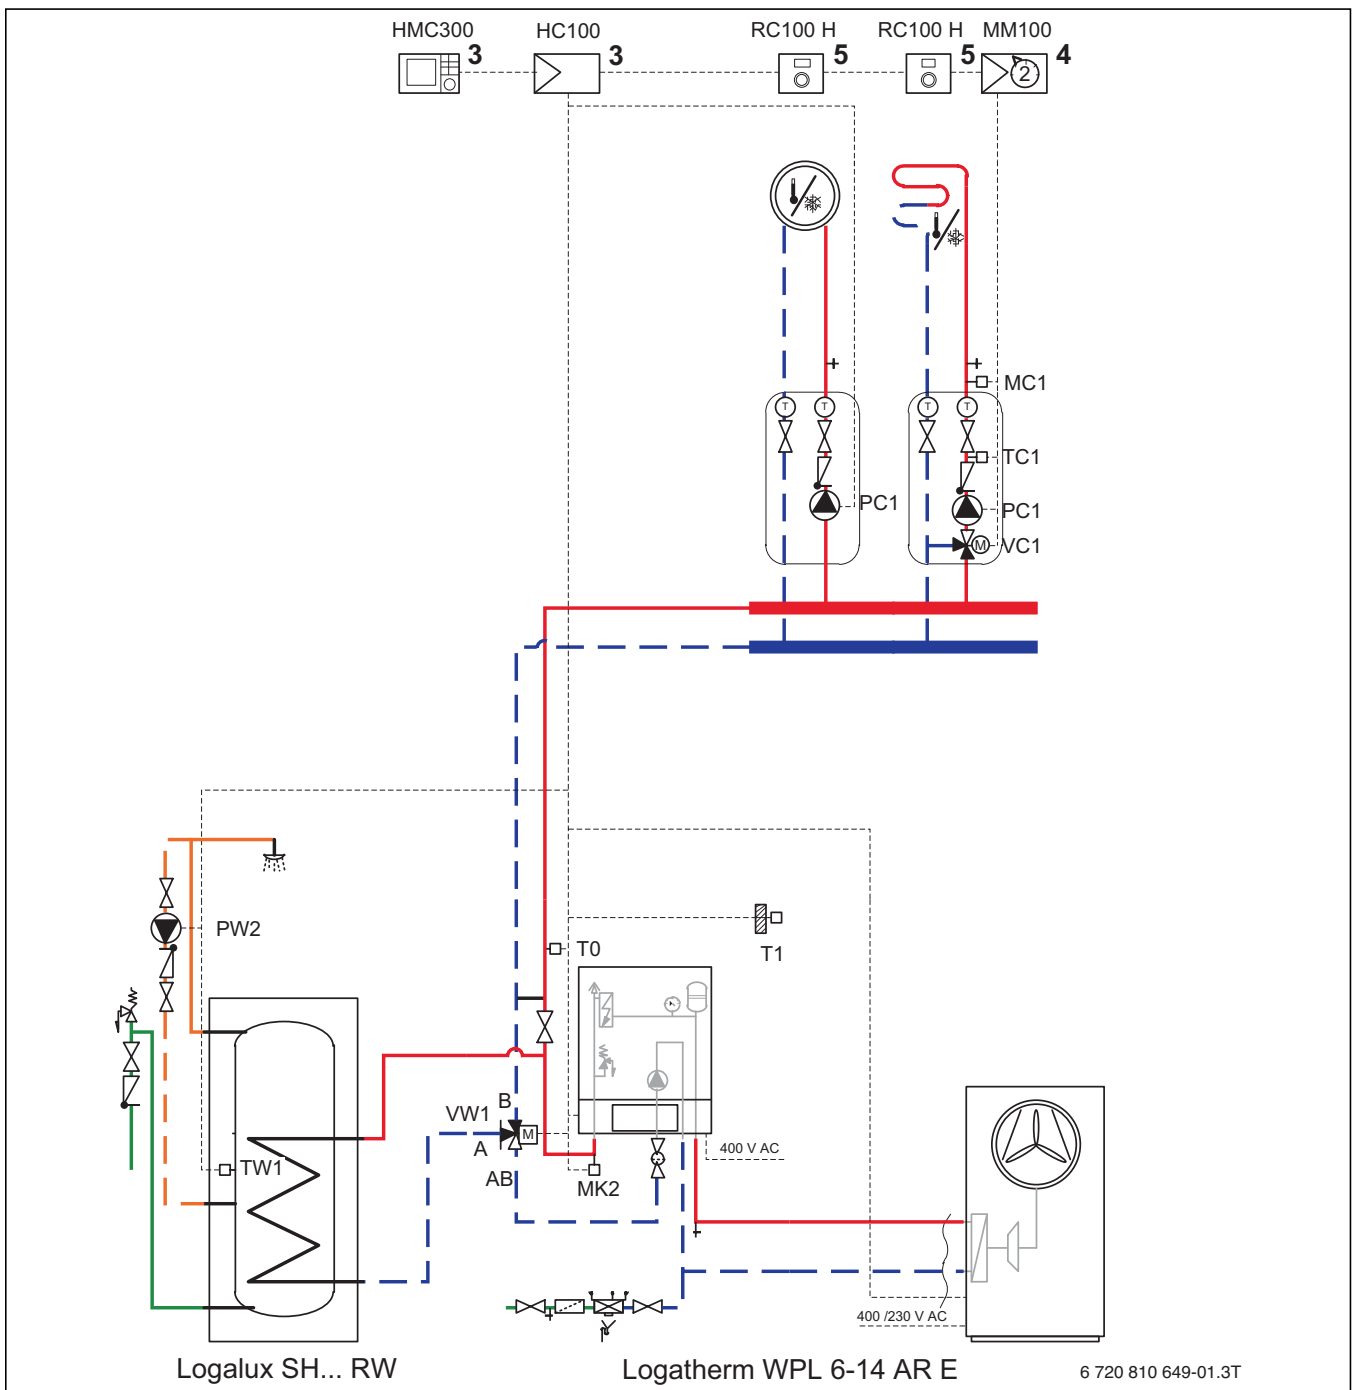 HMC300 HC100 RC100 H RC100 H MM100
3 3 5 5 4
2
MC1
T T T T
TC1
PC1 PC1
M VC1
PW2
T0 T1
B
VW1 M
A
400 V AC
TW1 AB MK2
400 /230 V AC
Logalux SH... RW Logatherm WPL 6-14 AR E 6 720 810 649-01.3T